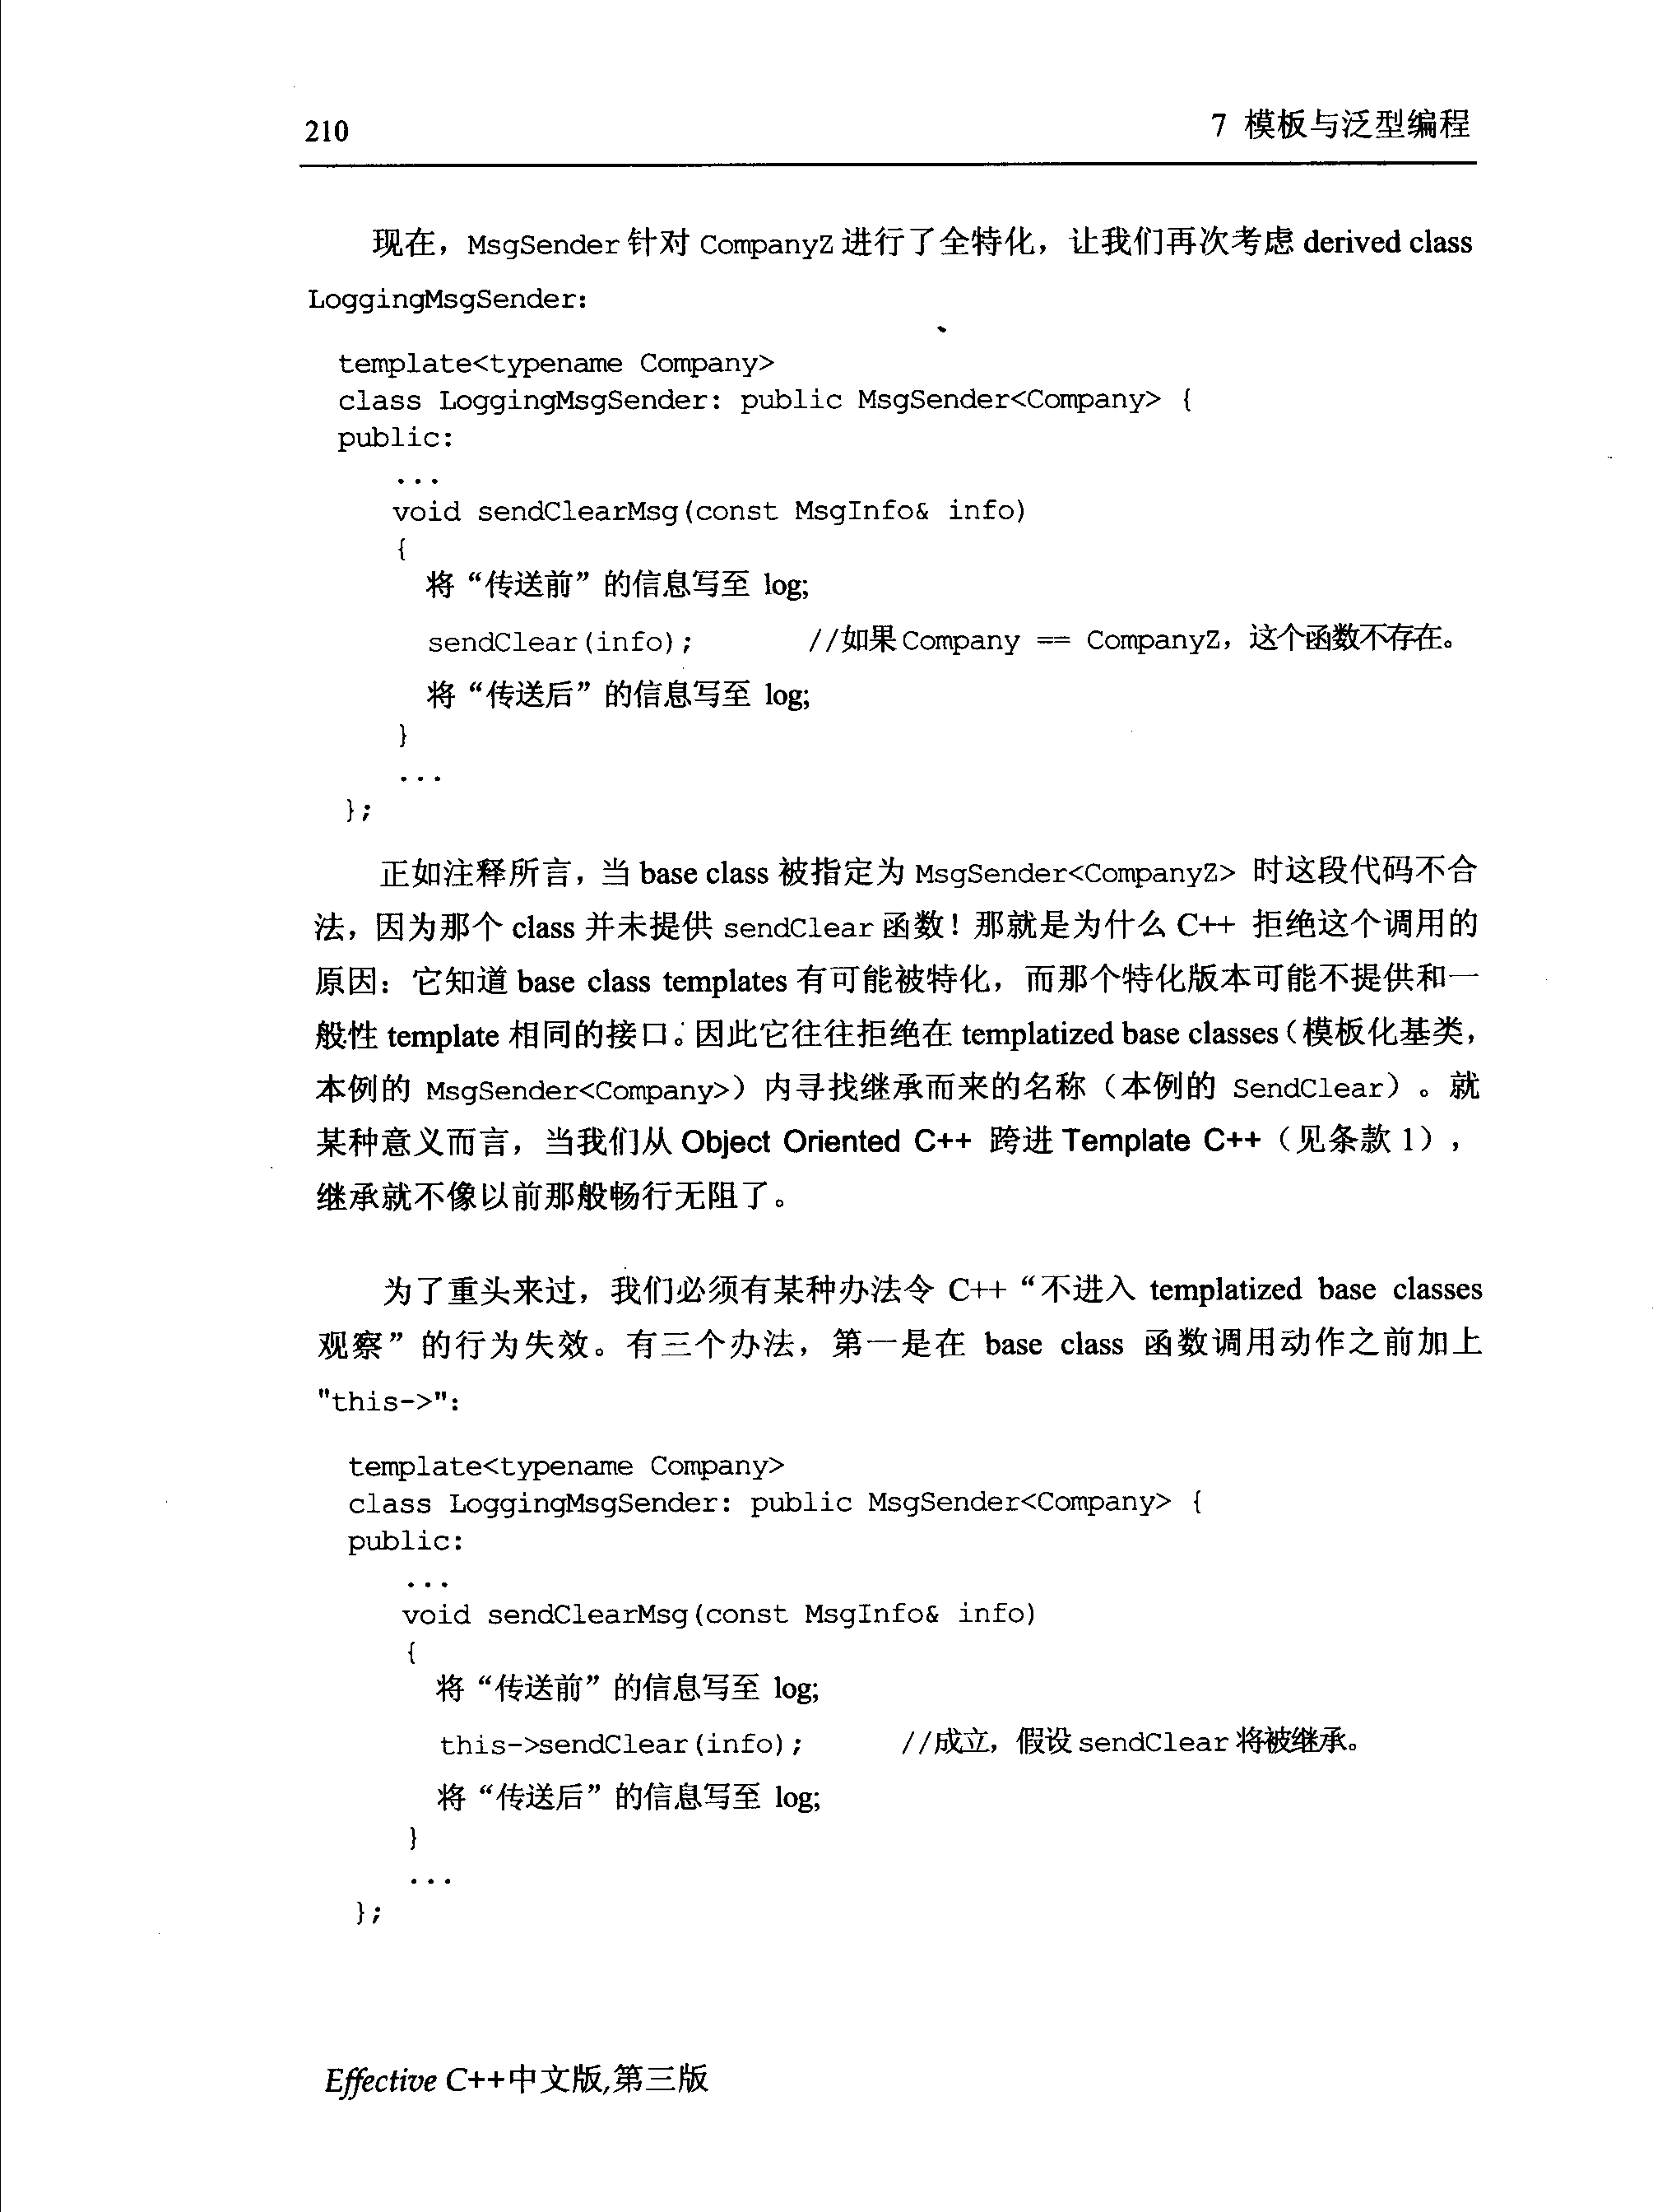 210
7 模板与泛型编程
现在，MsgSender 针对 CompanyZ 进行了全特化，让我们再次考虑 derived class
LoggingMsgSender:
template<typename Company>
class LoggingMsgSender: public MsgSender<Company> {
public:
...
void sendClearMsg(const MsgInfo& info)
{
将“传送前”的信息写至 log;
sendClear(info); //如果Company == CompanyZ，这个函数不存在。
将“传送后”的信息写至 log;
}
...
};
正如注释所言，当 base class 被指定为 MsgSender<CompanyZ> 时这段代码不合
法，因为那个 class 并未提供 sendClear 函数！那就是为什么 C++ 拒绝这个调用的
原因：它知道 base class templates 有可能被特化，而那个特化版本可能不提供和一
般性 template 相同的接口。因此它往往拒绝在 templatized base classes（模板化基类，
本例的 MsgSender<Company>）内寻找继承而来的名称（本例的 SendClear）。就
某种意义而言，当我们从 Object Oriented C++ 跨进 Template C++（见条款 1），
继承就不像以前那般畅行无阻了。
为了重头来过，我们必须有某种办法令 C++“不进入 templatized base classes
观察”的行为失效。有三个办法，第一是在 base class 函数调用动作之前加上
"this->":
template<typename Company>
class LoggingMsgSender: public MsgSender<Company> {
public:
...
void sendClearMsg(const MsgInfo& info)
{
将“传送前”的信息写至 log;
this->sendClear(info); //成立，假设sendClear将被继承。
将“传送后”的信息写至 log;
}
...
};
Effective C++中文版,第三版